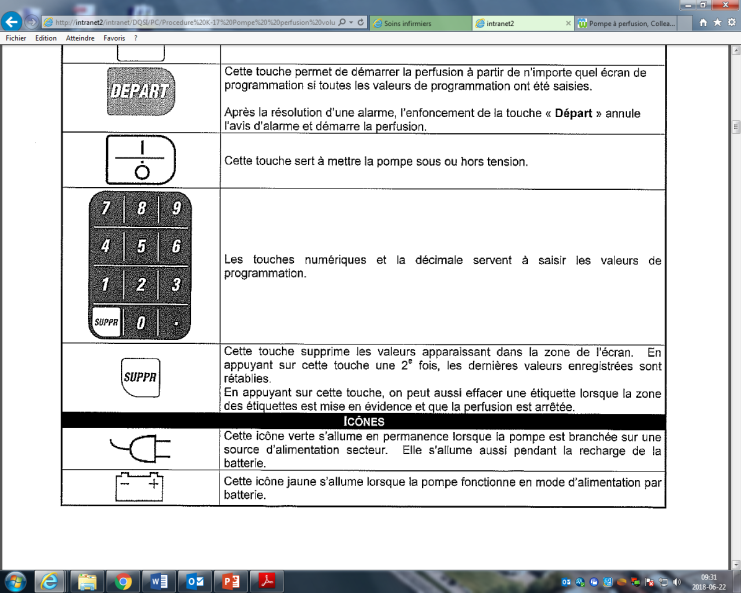 http://intranet2/intranet/DQSI/PC/Procedure%20K-17%20Pompe%20%20perfusion%20volu
Soins infirmiers
intranet2
Pompe à perfusion, Collea...
Fichier Edition Atteindre Favoris ?
DEPART
Cette touche permet de démarrer la perfusion à partir de n'importe quel écran de
programmation si toutes les valeurs de programmation ont été saisies.
Après la résolution d'une alarme, l'enfoncement de la touche « Départ » annule
l'avis d'alarme et démarre la perfusion.
Cette touche sert à mettre la pompe sous ou hors tension.
7 8 9
4 5 6
1 2 3
SUPPR 0 .
Les touches numériques et la décimale servent à saisir les valeurs de
programmation.
SUPPR
Cette touche supprime les valeurs apparaissant dans la zone de l'écran. En
appuyant sur cette touche une 2e fois, les dernières valeurs enregistrées sont
rétablies.
En appuyant sur cette touche, on peut aussi effacer une étiquette lorsque la zone
des étiquettes est mise en évidence et que la perfusion est arrêtée.
ICÔNES
Cette icône verte s'allume en permanence lorsque la pompe est branchée sur une
source d'alimentation secteur. Elle s'allume aussi pendant la recharge de la
batterie.
Cette icône jaune s'allume lorsque la pompe fonctionne en mode d'alimentation par
batterie.
09:31
2018-06-22